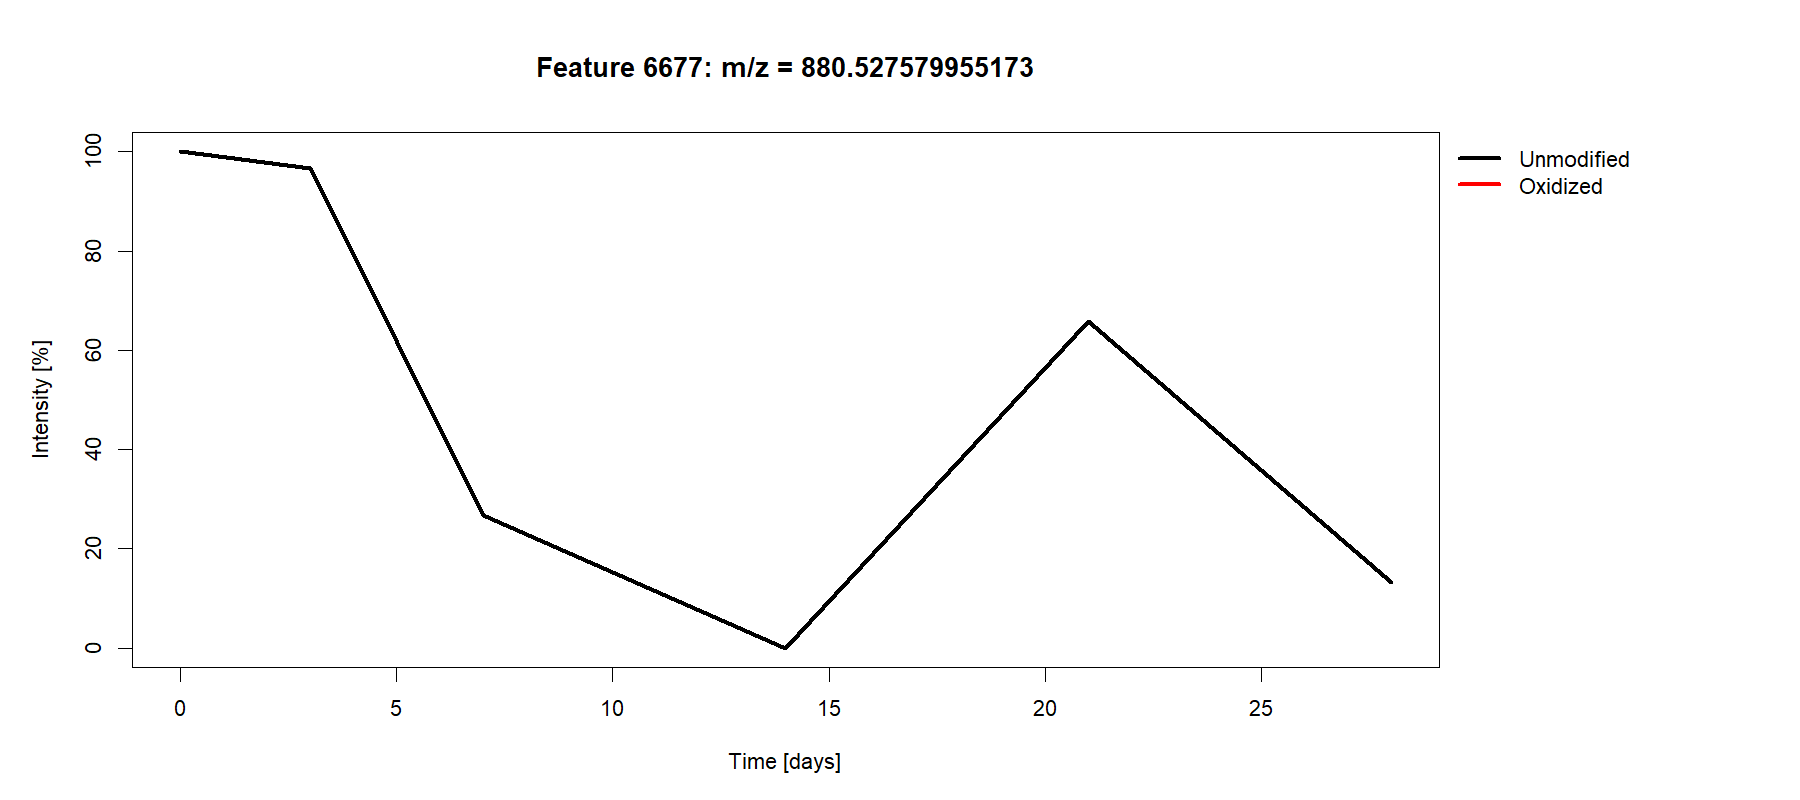 Feature 6677: m/z = 880.527579955173
Unmodified
Oxidized
Intensity [%]
100
80
60
40
20
0
0 5 10 15 20 25
Time [days]